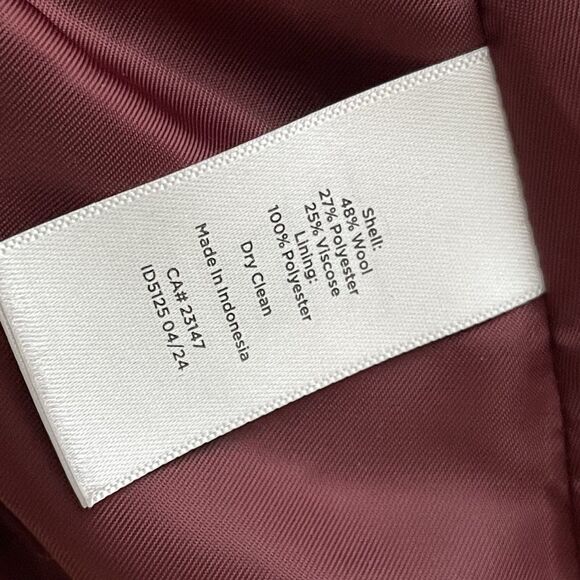 Shell:
48% Wool
27% Polyester
25% Viscose
Lining:
100% Polyester
Dry Clean
Made In Indonesia
CA# 23147
ID5125 04/24